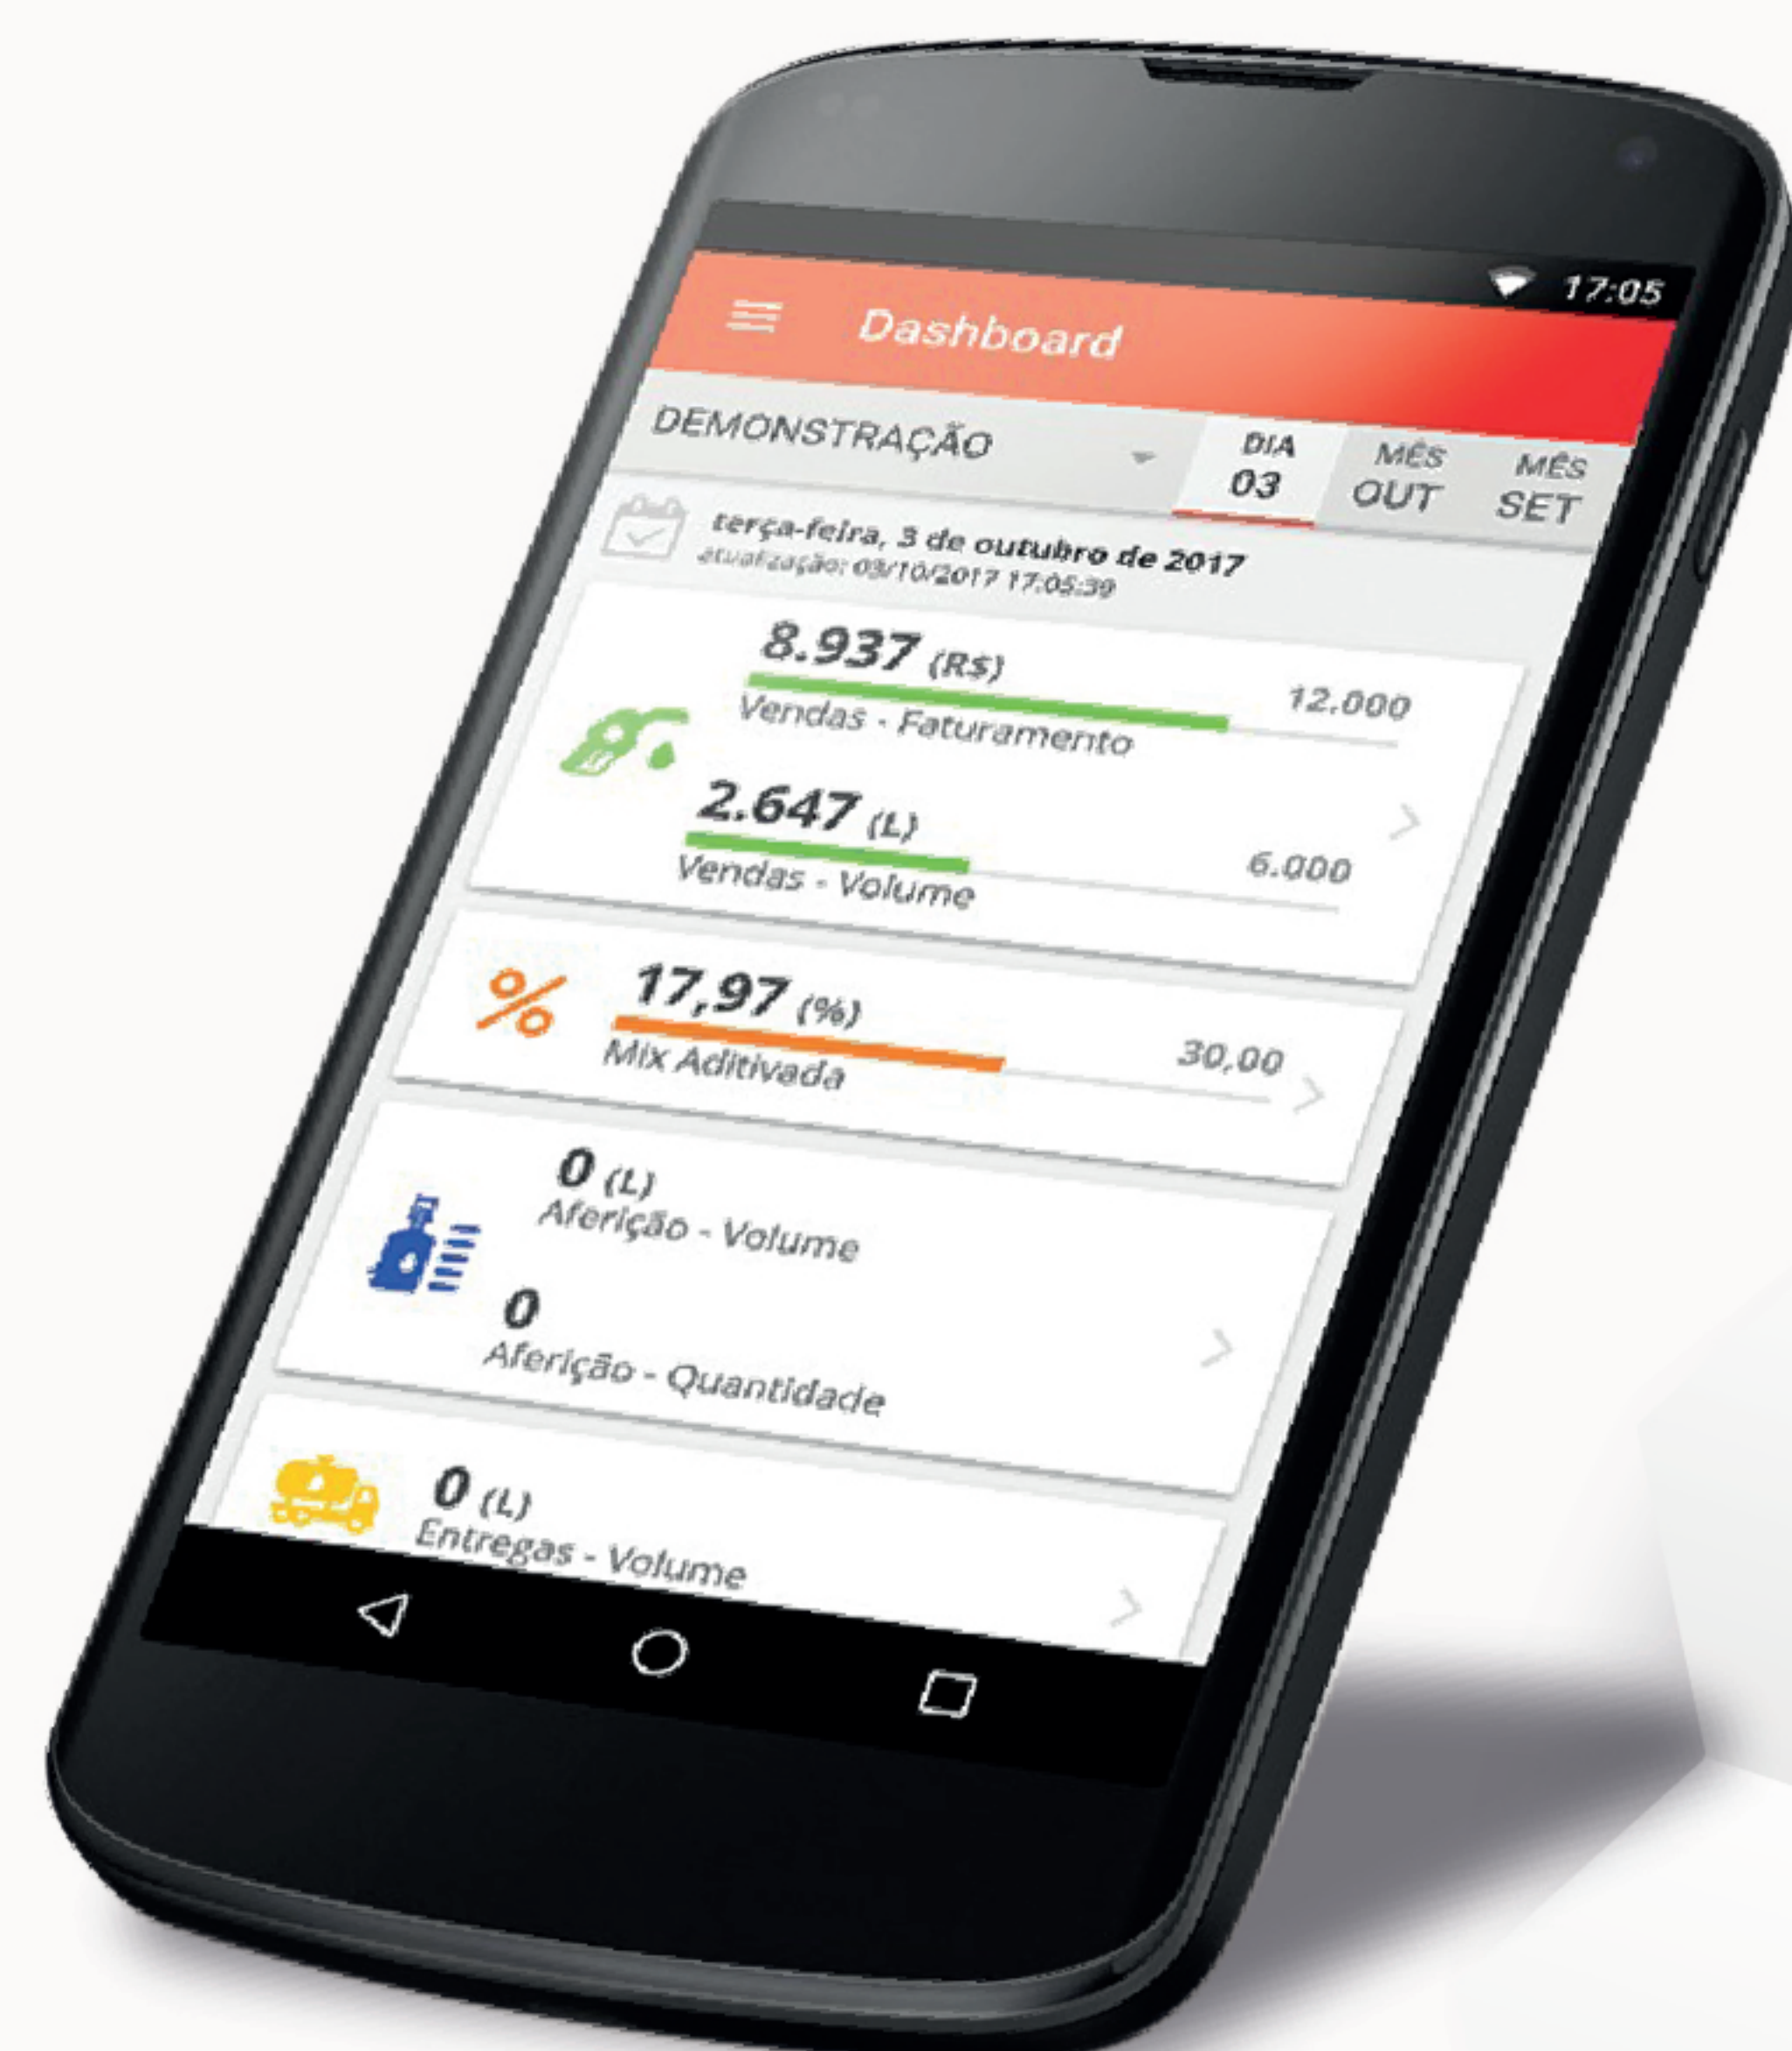 17:05
Dashboard
DEMONSTRAÇÃO
DIA
03
MÊS
OUT
MÊS
SET
terça-feira, 3 de outubro de 2017
atualização: 03/10/2017 17:05:39
8.937 (R$)
12.000
Vendas - Faturamento
2.647 (L)
6.000
Vendas - Volume
%
17,97 (%)
30,00
Mix Aditivada
0 (L)
Aferição - Volume
0
Aferição - Quantidade
0 (L)
Entregas - Volume